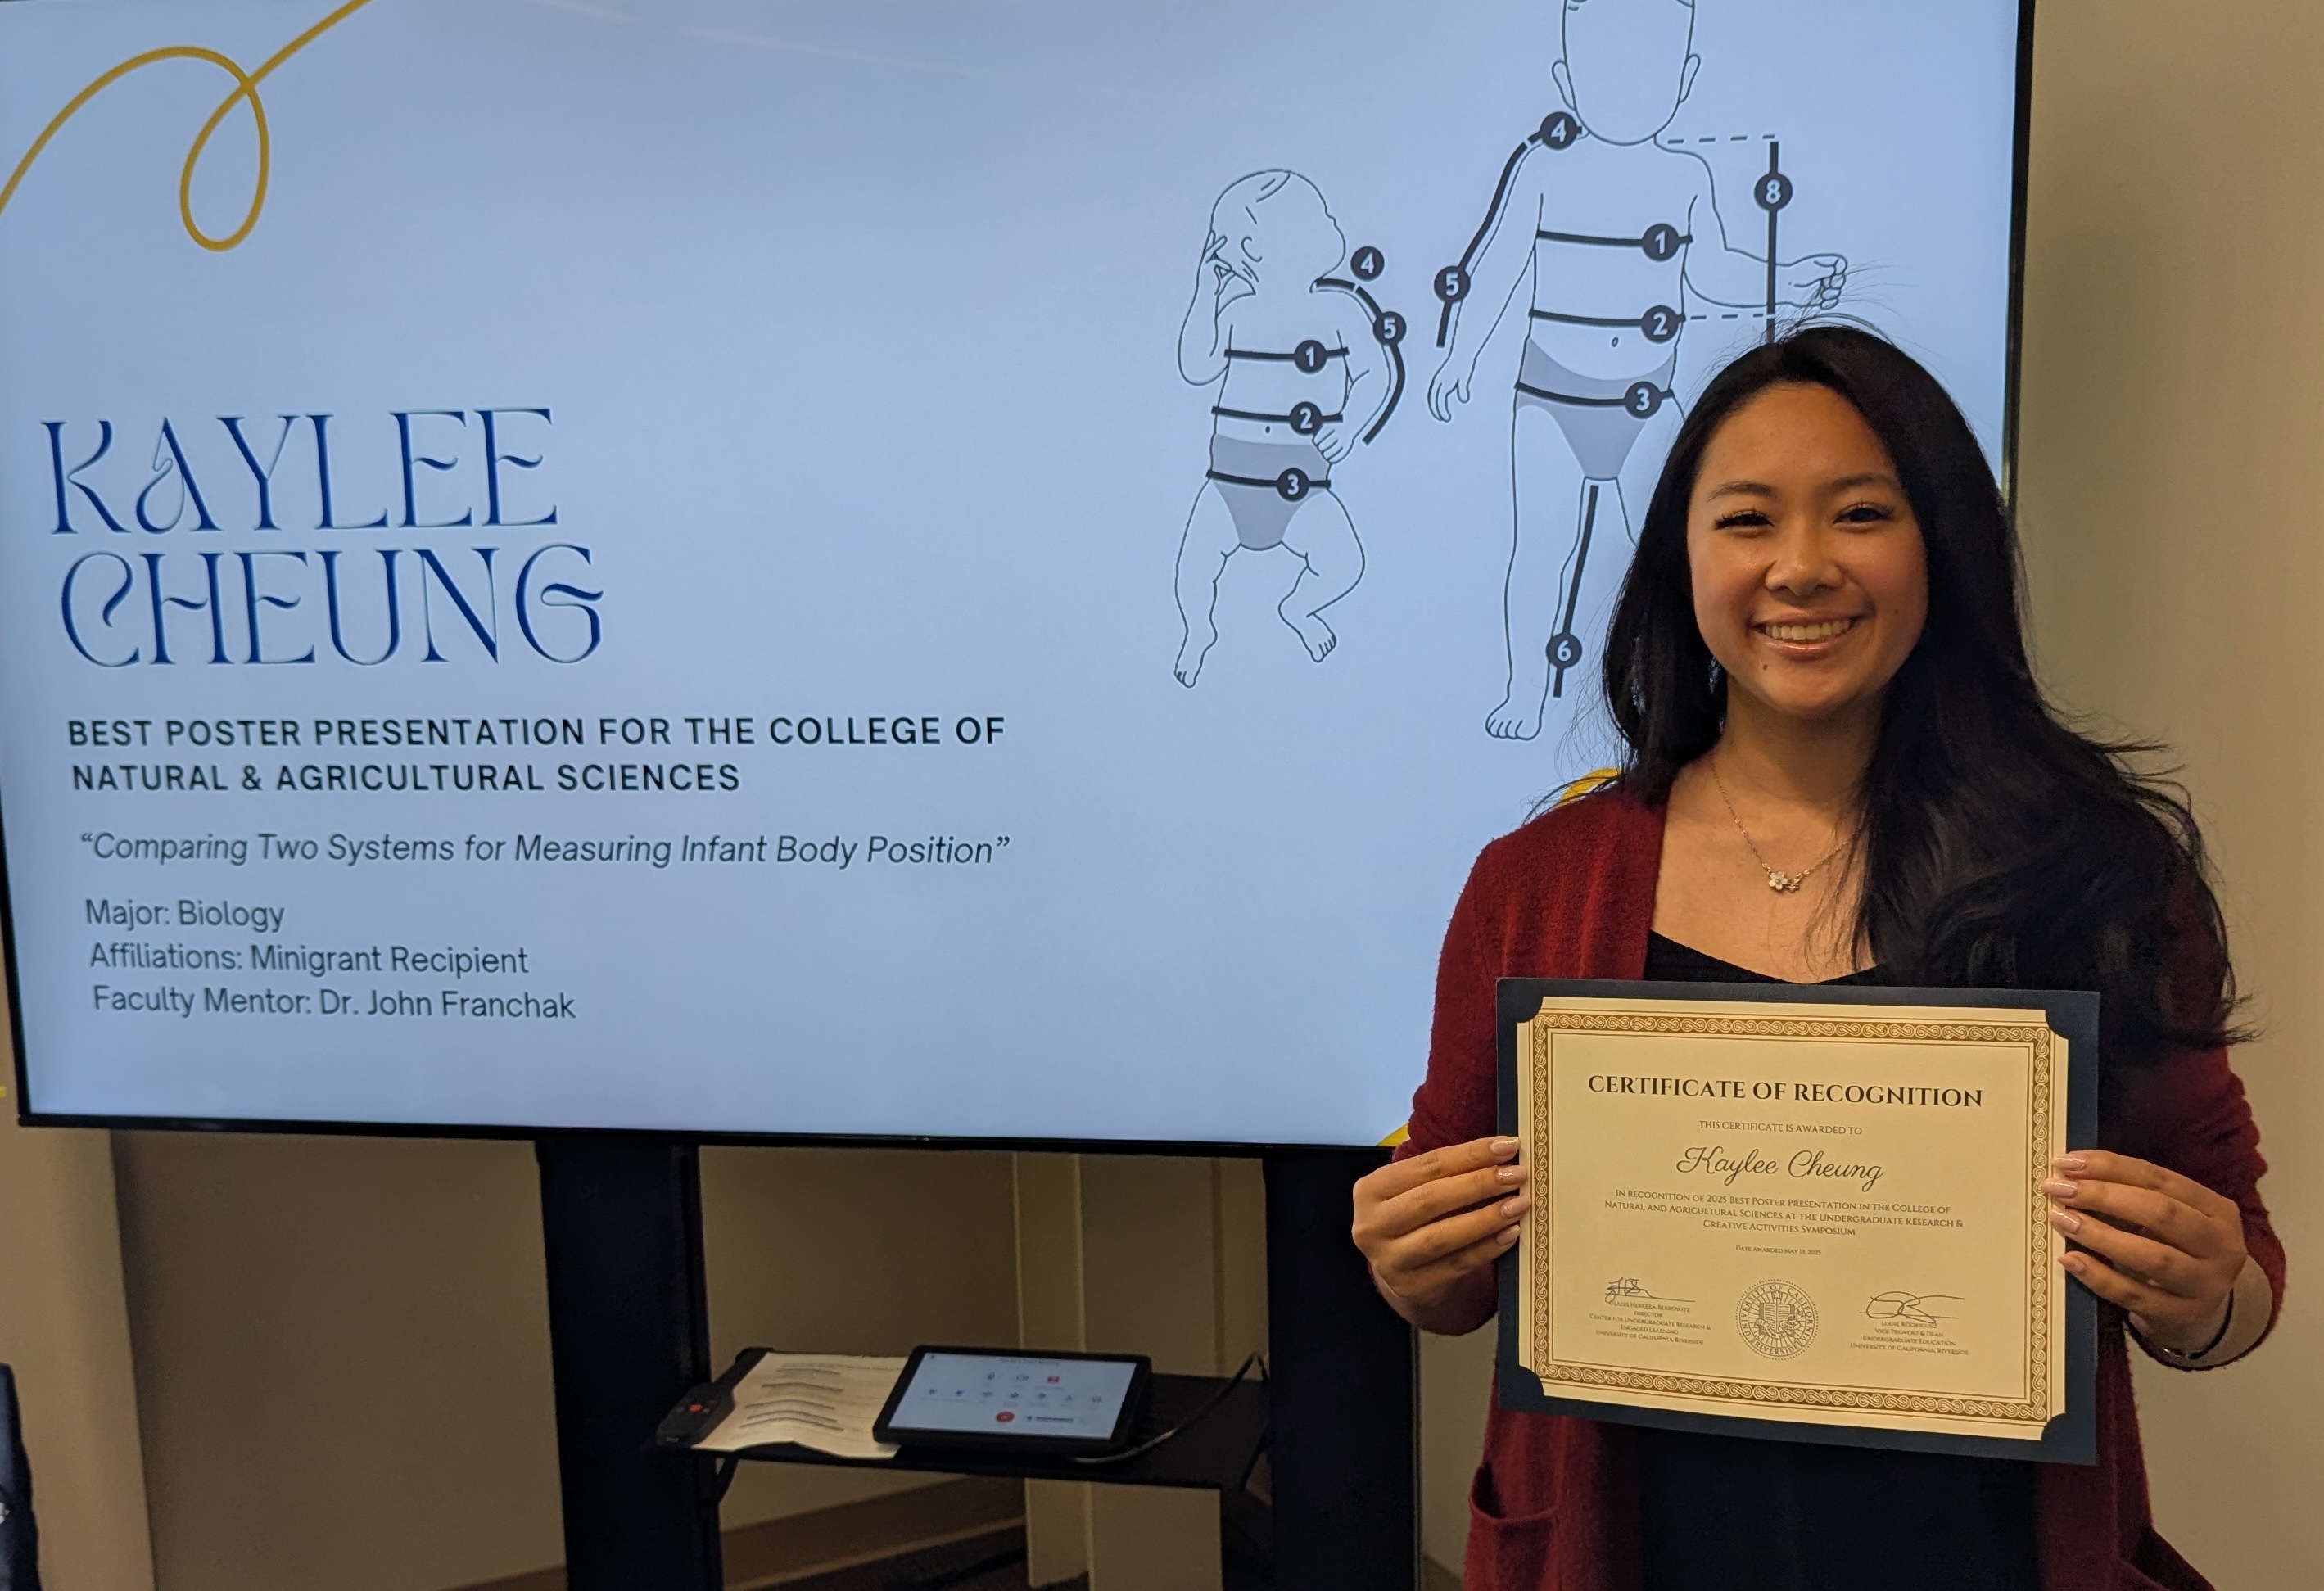 KAYLEE
CHEUNG
BEST POSTER PRESENTATION FOR THE COLLEGE OF
NATURAL & AGRICULTURAL SCIENCES
“Comparing Two Systems for Measuring Infant Body Position”
Major: Biology
Affiliations: Minigrant Recipient
Faculty Mentor: Dr. John Franchak
4
5
1
2
3
4
8
1
5
2
3
6
CERTIFICATE OF RECOGNITION
THIS CERTIFICATE IS AWARDED TO
Kaylee Cheung
IN RECOGNITION OF 2025 BEST POSTER PRESENTATION IN THE COLLEGE OF
NATURAL AND AGRICULTURAL SCIENCES AT THE UNDERGRADUATE RESEARCH &
CREATIVE ACTIVITIES SYMPOSIUM
DATE AWARDED MAY 13, 2025
GLADIS HERRERA-BERKOWITZ
DIRECTOR
CENTER FOR UNDERGRADUATE RESEARCH &
ENGAGED LEARNING
UNIVERSITY OF CALIFORNIA, RIVERSIDE
UNIVERSITY OF CALIFORNIA
RIVERSIDE
LOUIE RODRIGUEZ
VICE PROVOST & DEAN
UNDERGRADUATE EDUCATION
UNIVERSITY OF CALIFORNIA, RIVERSIDE